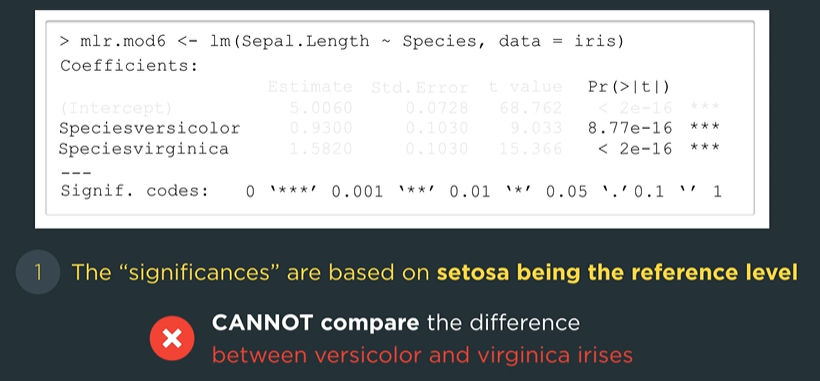 > mlr.mod6 <- lm(Sepal.Length ~ Species, data = iris)
Coefficients:
Estimate Std.Error t value Pr(>|t|)
(Intercept) 5.0060 0.0728 68.762 < 2e-16 ***
Speciesversicolor 0.9300 0.1030 9.033 8.77e-16 ***
Speciesvirginica 1.5820 0.1030 15.366 < 2e-16 ***
---
Signif. codes: 0 ‘***’ 0.001 ‘**’ 0.01 ‘*’ 0.05 ‘.’ 0.1 ‘’ 1
1 The “significances” are based on setosa being the reference level
CANNOT compare the difference
between versicolor and virginica irises